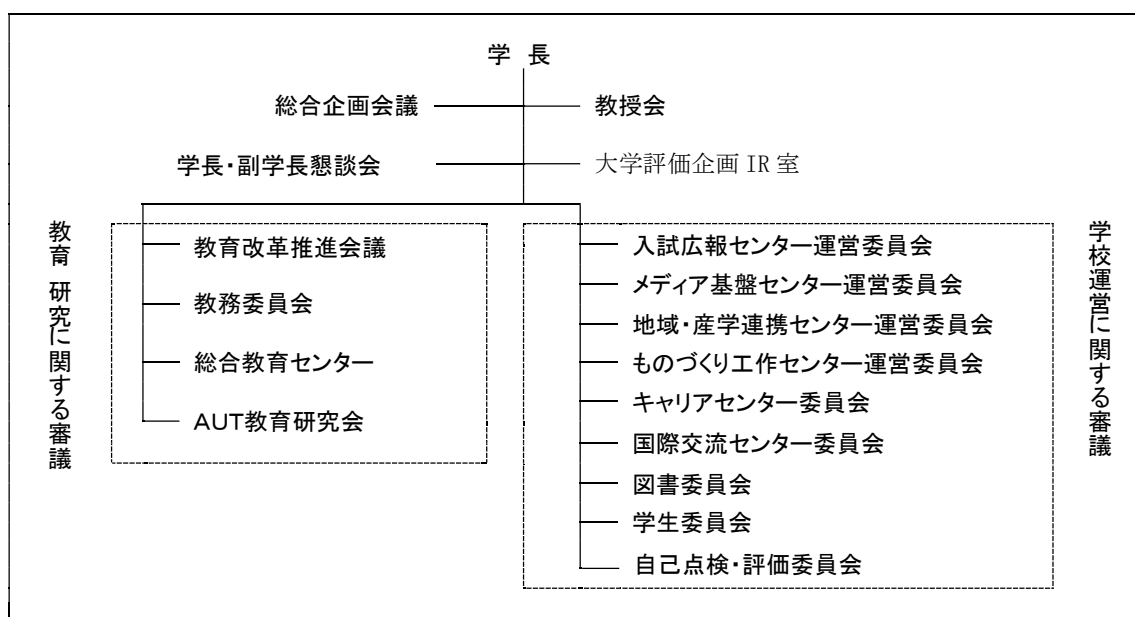 学 長
総合企画会議
教授会
学長・副学長懇談会
大学評価企画 IR 室
教育 研究に関する審議
教育改革推進会議
教務委員会
総合教育センター
AUT教育研究会
入試広報センター運営委員会
メディア基盤センター運営委員会
地域・産学連携センター運営委員会
ものづくり工作センター運営委員会
キャリアセンター委員会
国際交流センター委員会
図書委員会
学生委員会
自己点検・評価委員会
学校運営に関する審議